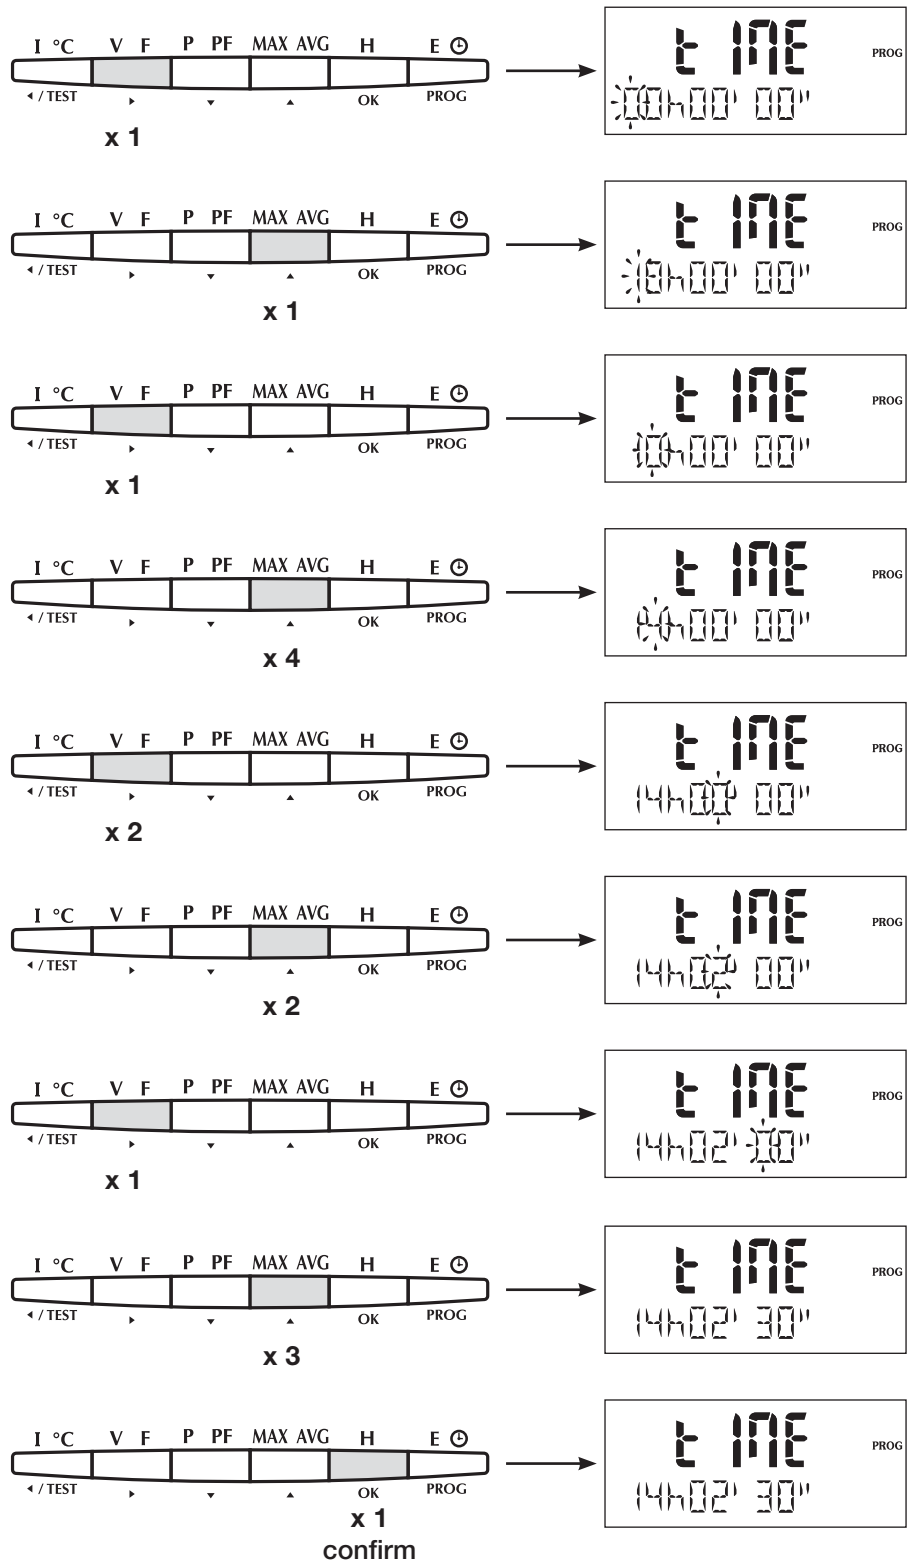 I °C V F P PF MAX AVG H E
◂ / TEST ▸ ▾ ▴ OK PROG
x 1
t IME PROG
00h00' 00"
I °C V F P PF MAX AVG H E
◂ / TEST ▸ ▾ ▴ OK PROG
x 1
t IME PROG
10h00' 00"
I °C V F P PF MAX AVG H E
◂ / TEST ▸ ▾ ▴ OK PROG
x 1
t IME PROG
10h00' 00"
I °C V F P PF MAX AVG H E
◂ / TEST ▸ ▾ ▴ OK PROG
x 4
t IME PROG
14h00' 00"
I °C V F P PF MAX AVG H E
◂ / TEST ▸ ▾ ▴ OK PROG
x 2
t IME PROG
14h00' 00"
I °C V F P PF MAX AVG H E
◂ / TEST ▸ ▾ ▴ OK PROG
x 2
t IME PROG
14h02' 00"
I °C V F P PF MAX AVG H E
◂ / TEST ▸ ▾ ▴ OK PROG
x 1
t IME PROG
14h02' 00"
I °C V F P PF MAX AVG H E
◂ / TEST ▸ ▾ ▴ OK PROG
x 3
t IME PROG
14h02' 30"
I °C V F P PF MAX AVG H E
◂ / TEST ▸ ▾ ▴ OK PROG
x 1
confirm
t IME PROG
14h02' 30"